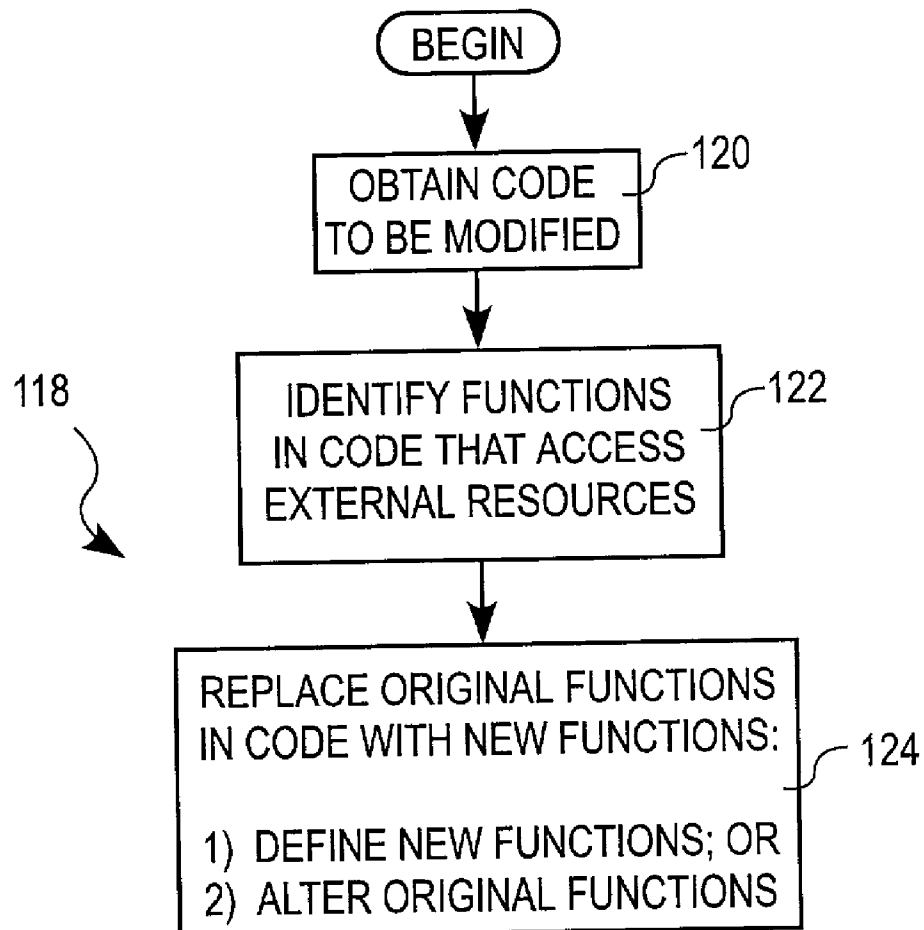 BEGIN
OBTAIN CODE
TO BE MODIFIED
120
IDENTIFY FUNCTIONS
IN CODE THAT ACCESS
EXTERNAL RESOURCES
122
118
REPLACE ORIGINAL FUNCTIONS
IN CODE WITH NEW FUNCTIONS:
1) DEFINE NEW FUNCTIONS; OR
2) ALTER ORIGINAL FUNCTIONS
124